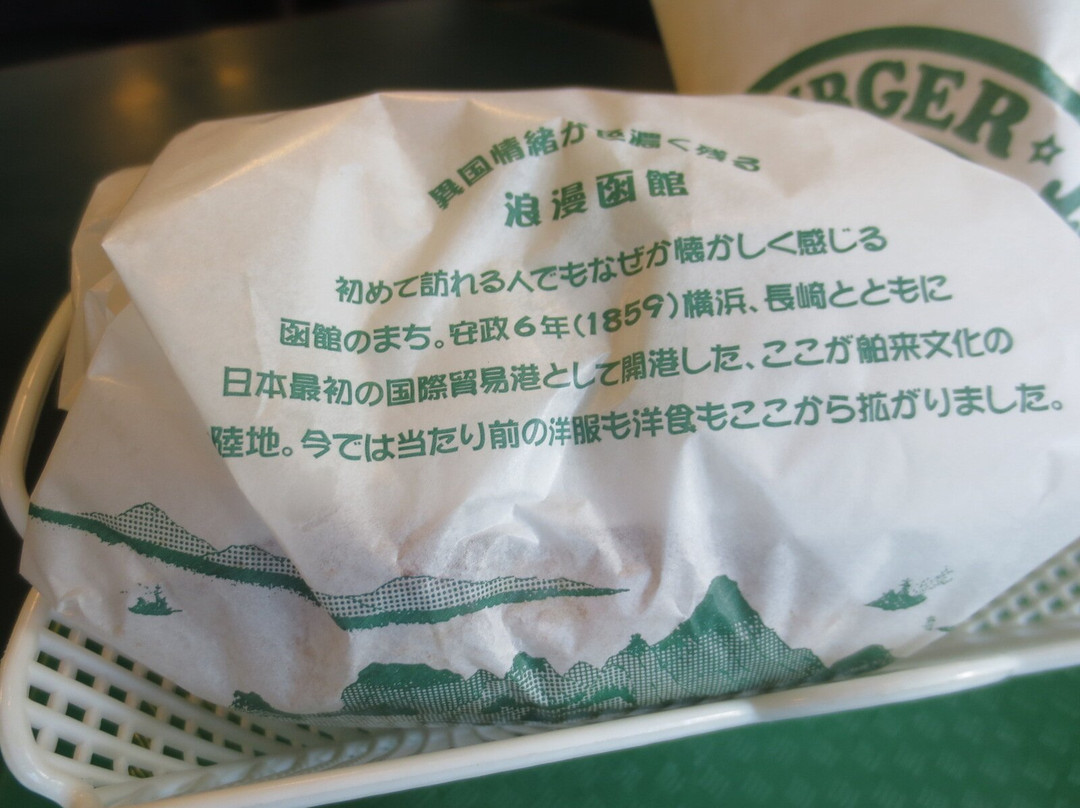 異国情緒が色濃く残る
浪漫函館
初めて訪れる人でもなぜか懐かしく感じる
函館のまち。安政6年(1859)横浜、長崎とともに
日本最初の国際貿易港として開港した、ここが舶来文化の
陸地。今では当たり前の洋服も洋食もここから拡がりました。
URGER